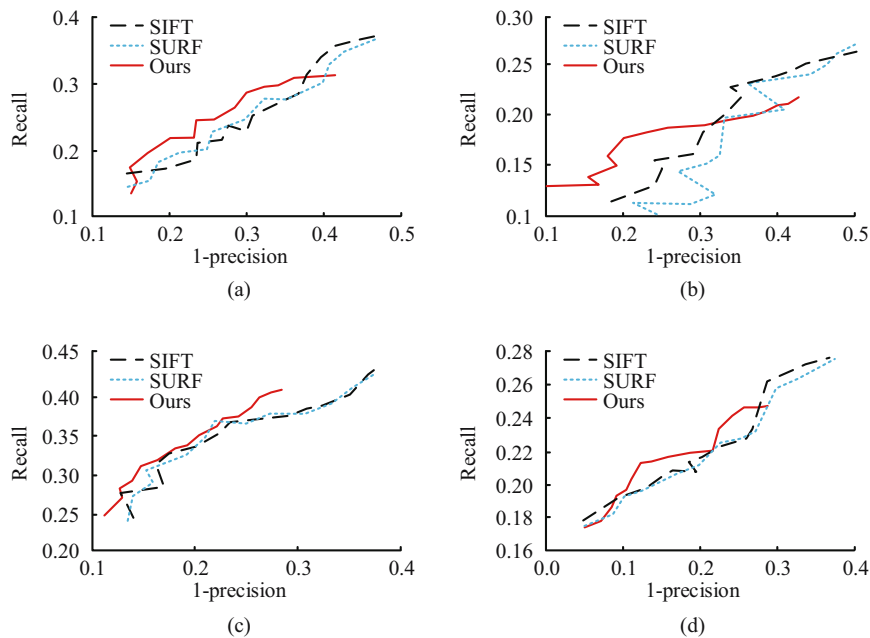 0.4
0.3
0.2
0.1
Recall
SIFT
SURF
Ours
0.1
0.2
0.3
0.4
0.5
1-precision
(a)
0.30
0.25
0.20
0.15
0.10
Recall
SIFT
SURF
Ours
0.1
0.2
0.3
0.4
0.5
1-precision
(b)
0.45
0.40
0.35
0.30
0.25
0.20
Recall
SIFT
SURF
Ours
0.1
0.2
0.3
0.4
1-precision
(c)
0.28
0.26
0.24
0.22
0.20
0.18
0.16
Recall
SIFT
SURF
Ours
0.0
0.1
0.2
0.3
0.4
1-precision
(d)